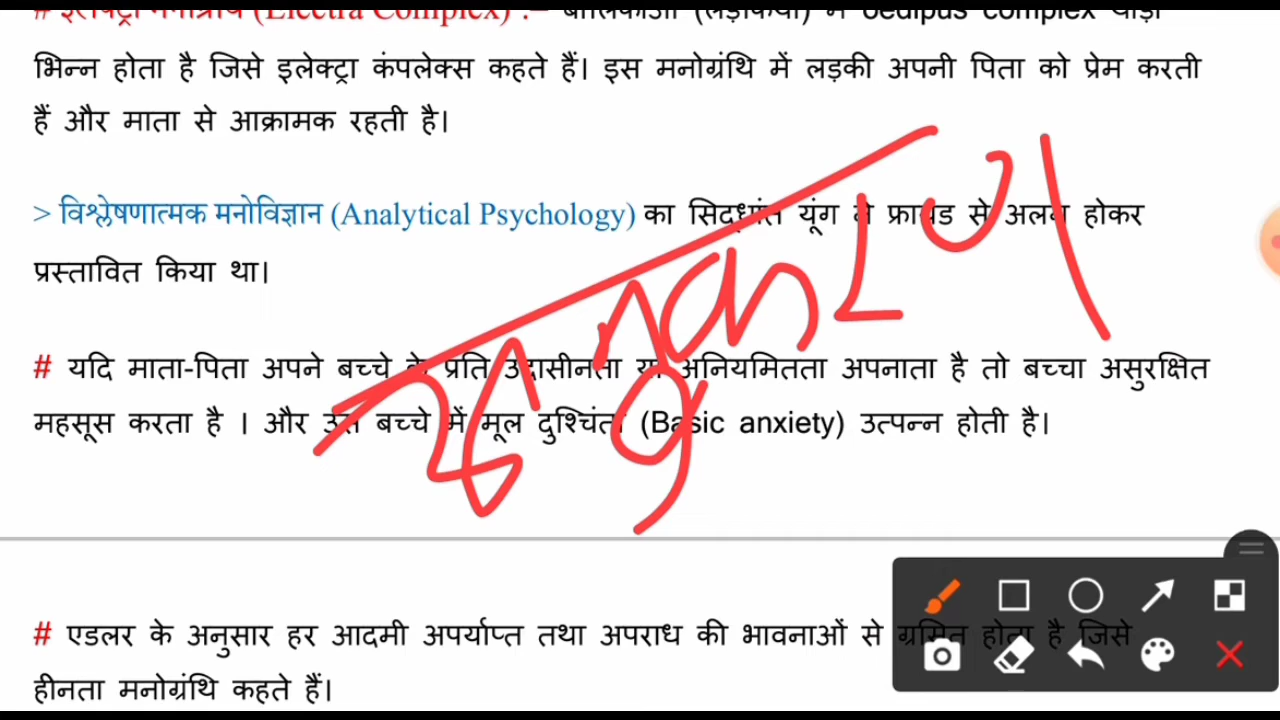 # इलेक्ट्रा मनोग्रंथि (Electra Complex) :– बालिकाओं (लड़कियों) में oedipus complex थोड़ा
भिन्न होता है जिसे इलेक्ट्रा कंपलेक्स कहते हैं। इस मनोग्रंथि में लड़की अपनी पिता को प्रेम करती
हैं और माता से आक्रामक रहती है।
> विश्लेषणात्मक मनोविज्ञान (Analytical Psychology) का सिद्धांत यूंग ने फ्रायड से अलग होकर
प्रस्तावित किया था।
अनुकरण
# यदि माता-पिता अपने बच्चे के प्रति उदासीनता या अनियमितता अपनाता है तो बच्चा असुरक्षित
महसूस करता है । और उस बच्चे में मूल दुश्चिंता (Basic anxiety) उत्पन्न होती है।
# एडलर के अनुसार हर आदमी अपर्याप्त तथा अपराध की भावनाओं से ग्रसित होता है जिसे
हीनता मनोग्रंथि कहते हैं।